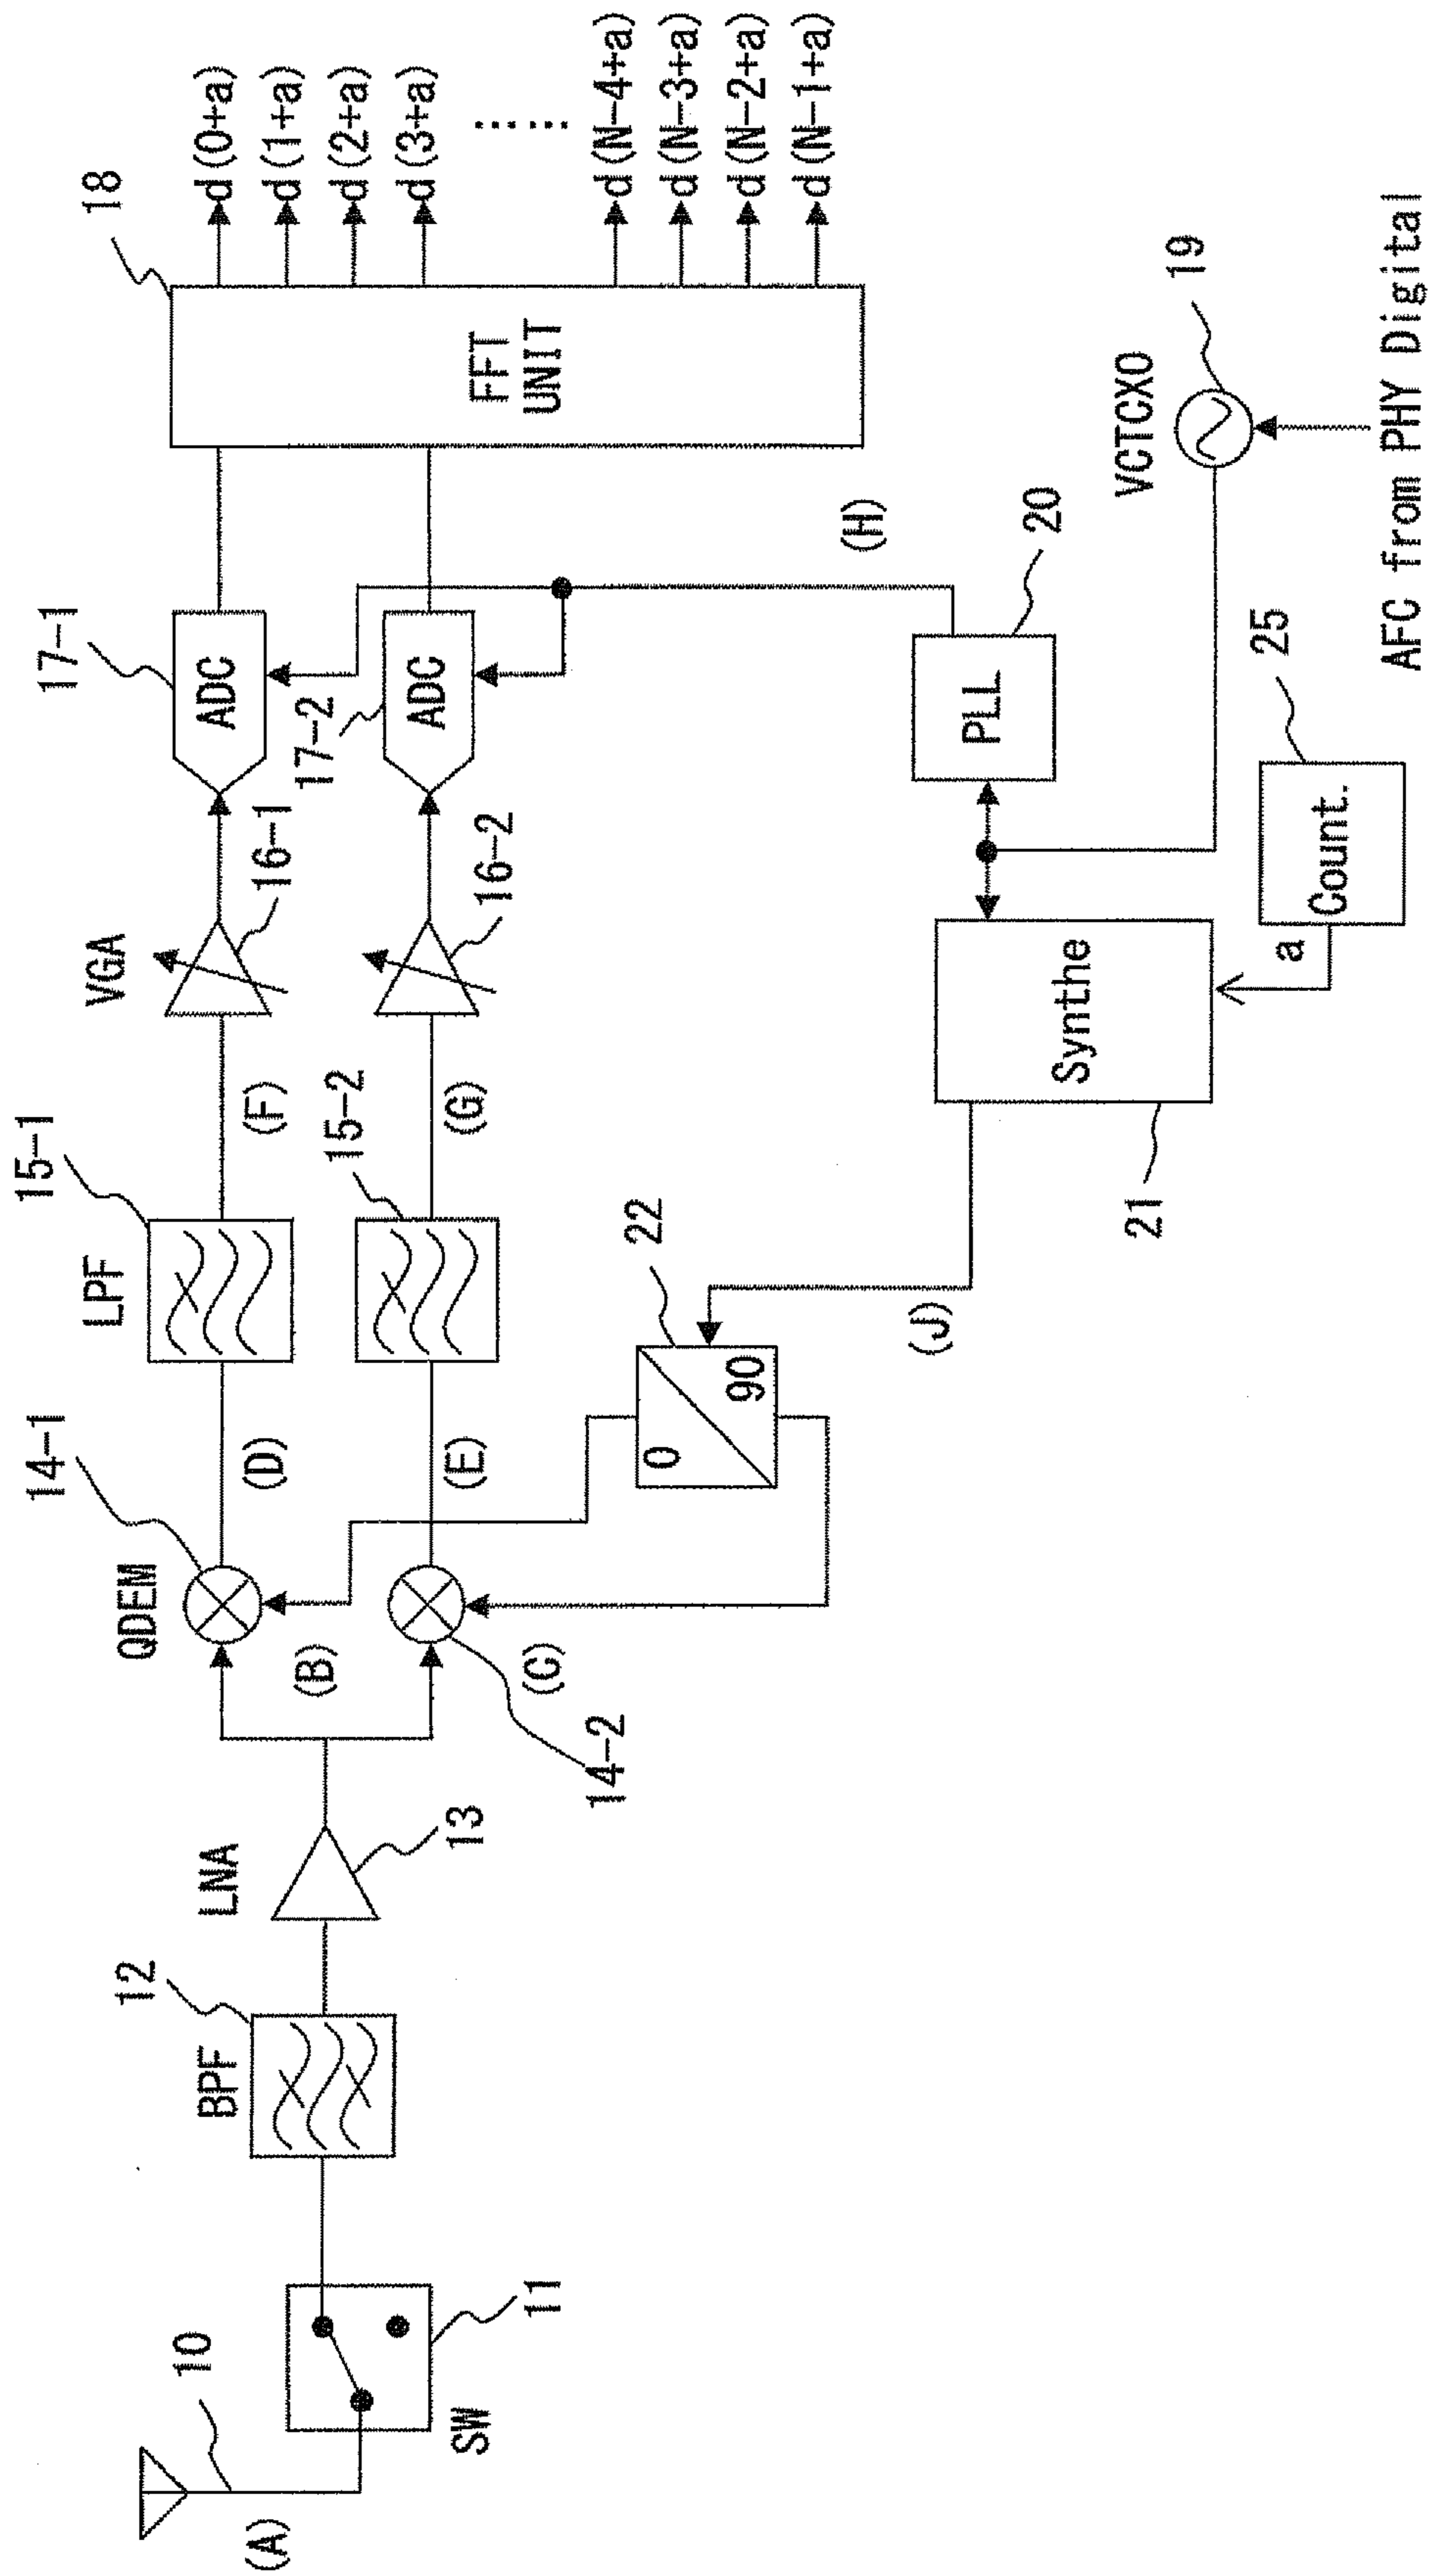 (A)
10
SW
11
BPF
12
LNA
13
QDEM
14-1
(B)
(C)
14-2
(D)
(E)
LPF
15-1
15-2
(F)
(G)
VGA
16-1
16-2
17-1
ADC
17-2
ADC
18
FFT
UNIT
d(0+a)
d(1+a)
d(2+a)
d(3+a)
......
d(N-4+a)
d(N-3+a)
d(N-2+a)
d(N-1+a)
0
90
22
(J)
Synthe
21
a
Count.
25
PLL
20
(H)
VCTCXO
19
AFC from PHY Digital